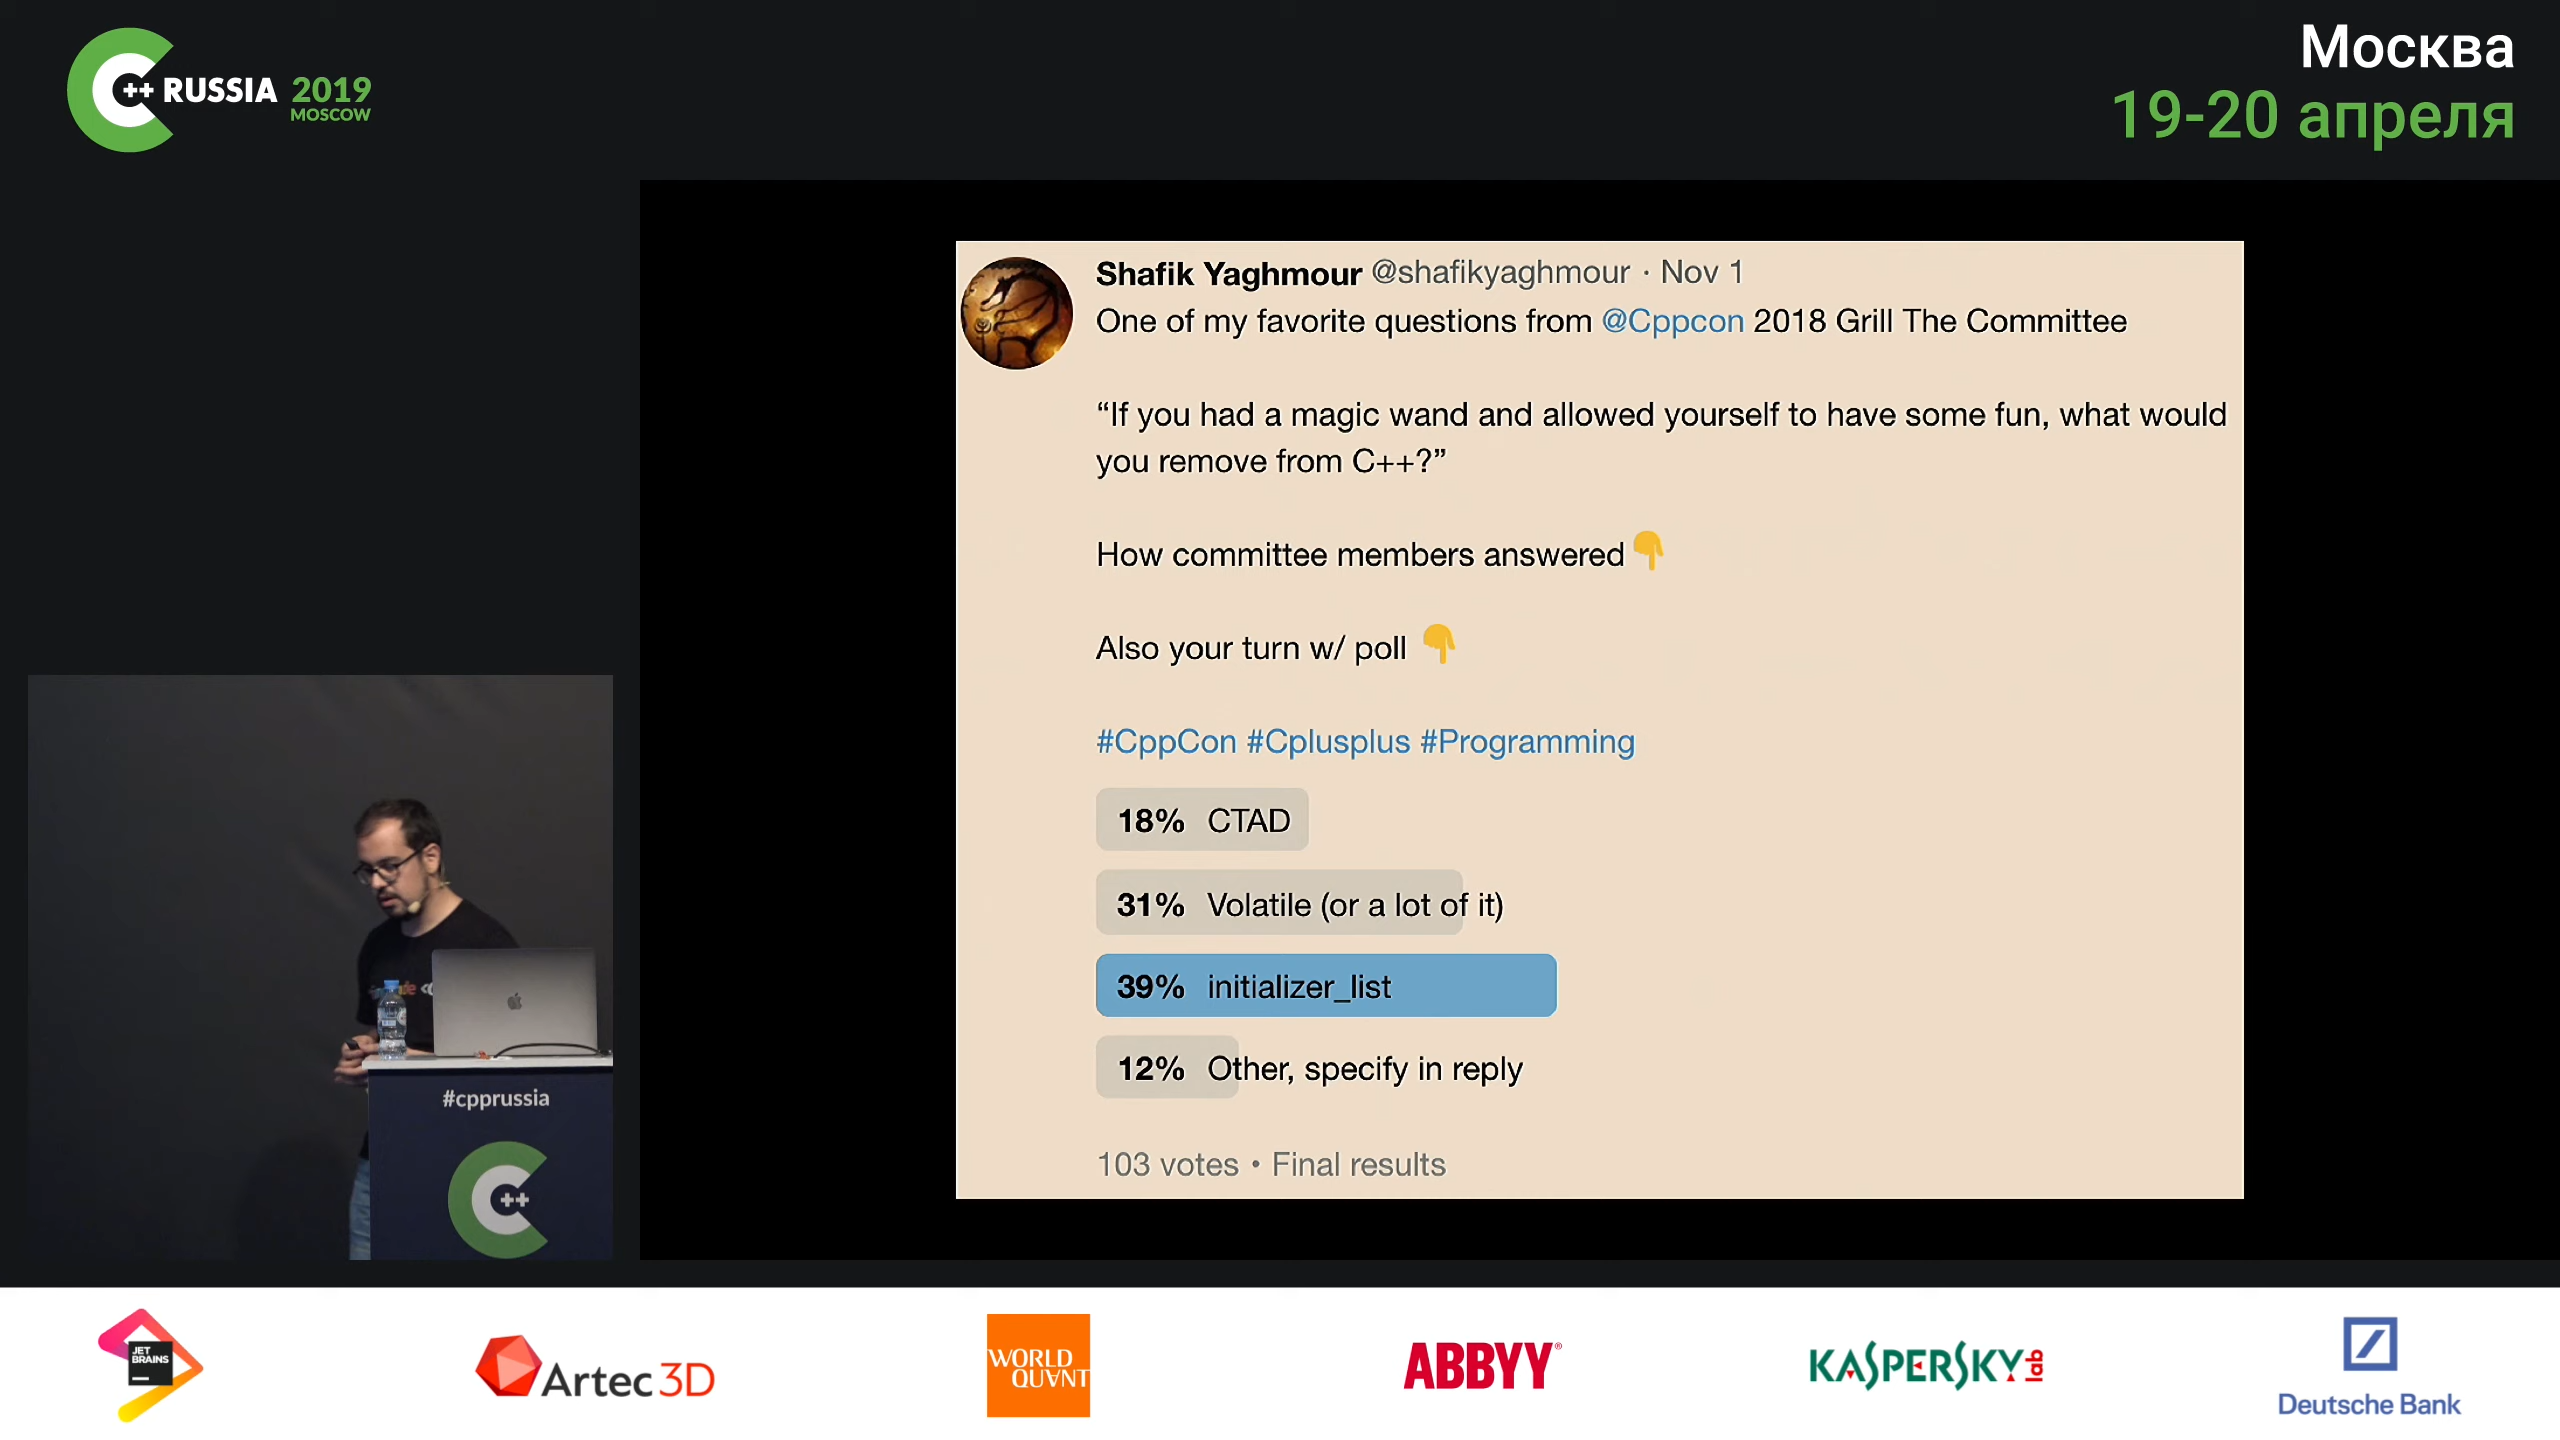 C++ RUSSIA 2019
MOSCOW
Москва
19-20 апреля
Shafik Yaghmour @shafikyaghmour · Nov 1
One of my favorite questions from @Cppcon 2018 Grill The Committee
“If you had a magic wand and allowed yourself to have some fun, what would
you remove from C++?”
How committee members answered👇
Also your turn w/ poll 👇
#CppCon #Cplusplus #Programming
18% CTAD
31% Volatile (or a lot of it)
39% initializer_list
12% Other, specify in reply
103 votes • Final results
#cpprussia
C++
JET
BRAINS
Artec 3D
WORLD
QUANT
ABBYY®
KASPERSKY lab
Deutsche Bank